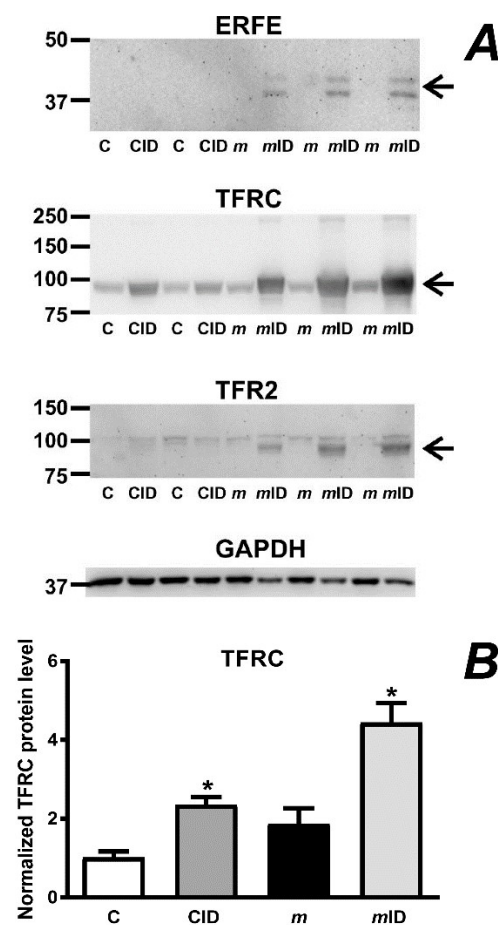 ERFE
A
50
37
C CID C CID m mID m mID m mID
TFRC
250
150
100
75
C CID C CID m mID m mID m mID
TFR2
150
100
75
C CID C CID m mID m mID m mID
GAPDH
37
B
TFRC
Normalized TFRC protein level
6
4
2
0
*
*
C CID m mID